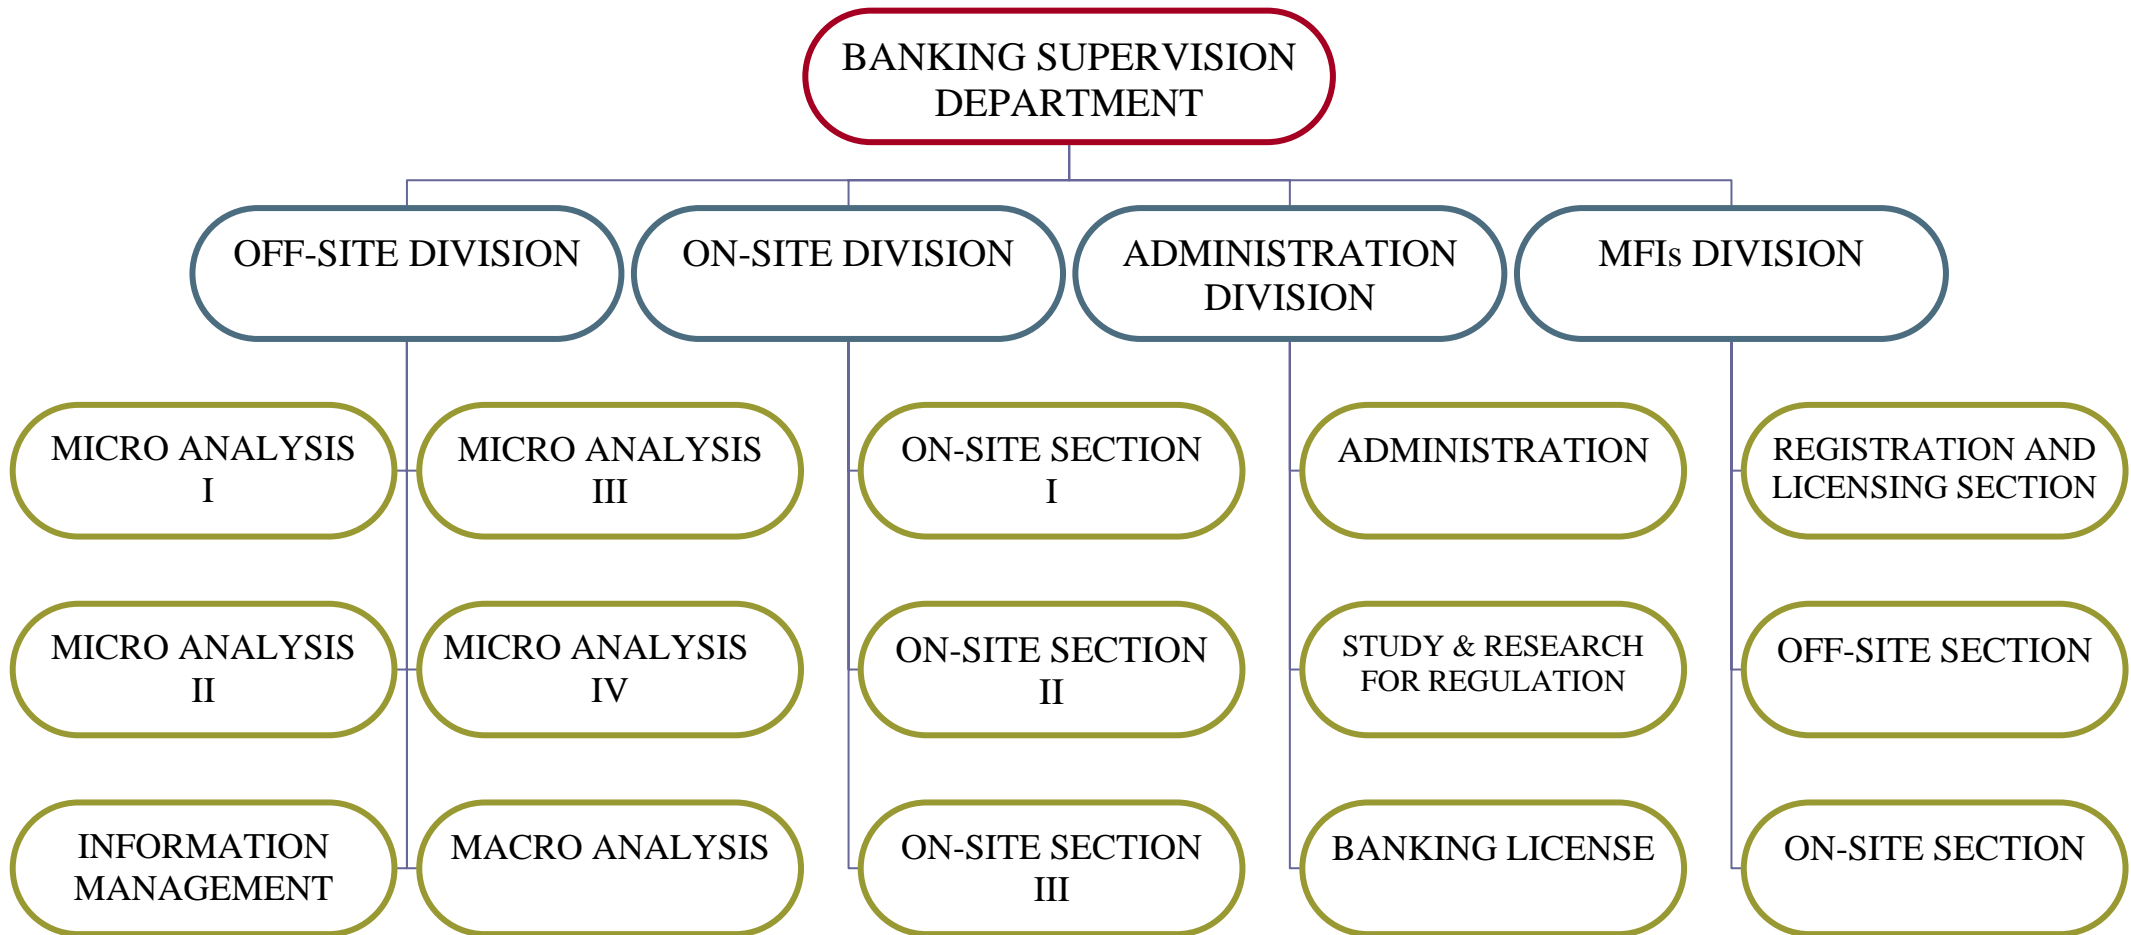 BANKING SUPERVISION
DEPARTMENT
OFF-SITE DIVISION
ON-SITE DIVISION
ADMINISTRATION
DIVISION
MFIs DIVISION
MICRO ANALYSIS
I
MICRO ANALYSIS
III
ON-SITE SECTION
I
ADMINISTRATION
REGISTRATION AND
LICENSING SECTION
MICRO ANALYSIS
II
MICRO ANALYSIS
IV
ON-SITE SECTION
II
STUDY & RESEARCH
FOR REGULATION
OFF-SITE SECTION
INFORMATION
MANAGEMENT
MACRO ANALYSIS
ON-SITE SECTION
III
BANKING LICENSE
ON-SITE SECTION